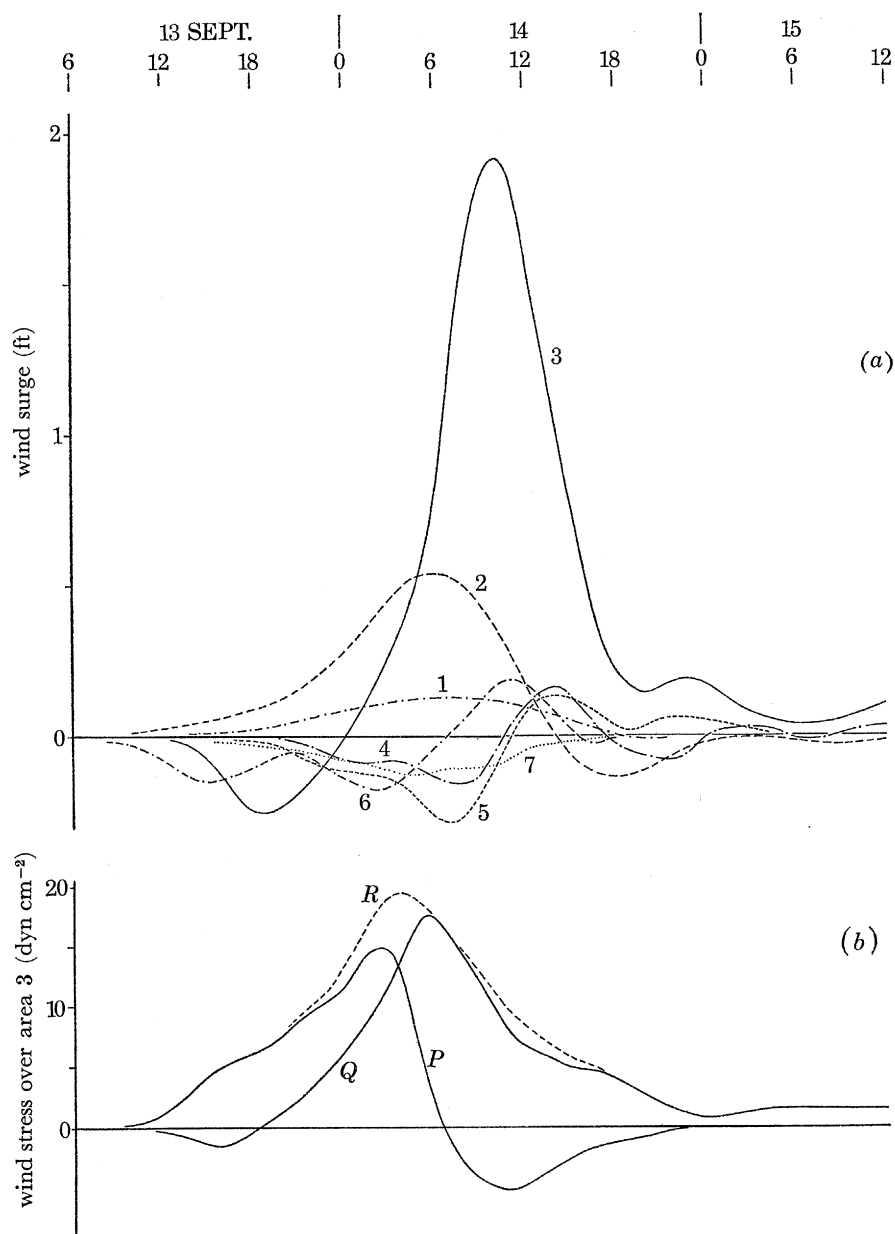 13 SEPT. 14 15
6 12 18 0 6 12 18 0 6 12
2
wind surge (ft)
(a)
3
1
2
1
0
4
7
6
5
wind stress over area 3 (dyn cm⁻²)
20
R
(b)
10
Q
P
0